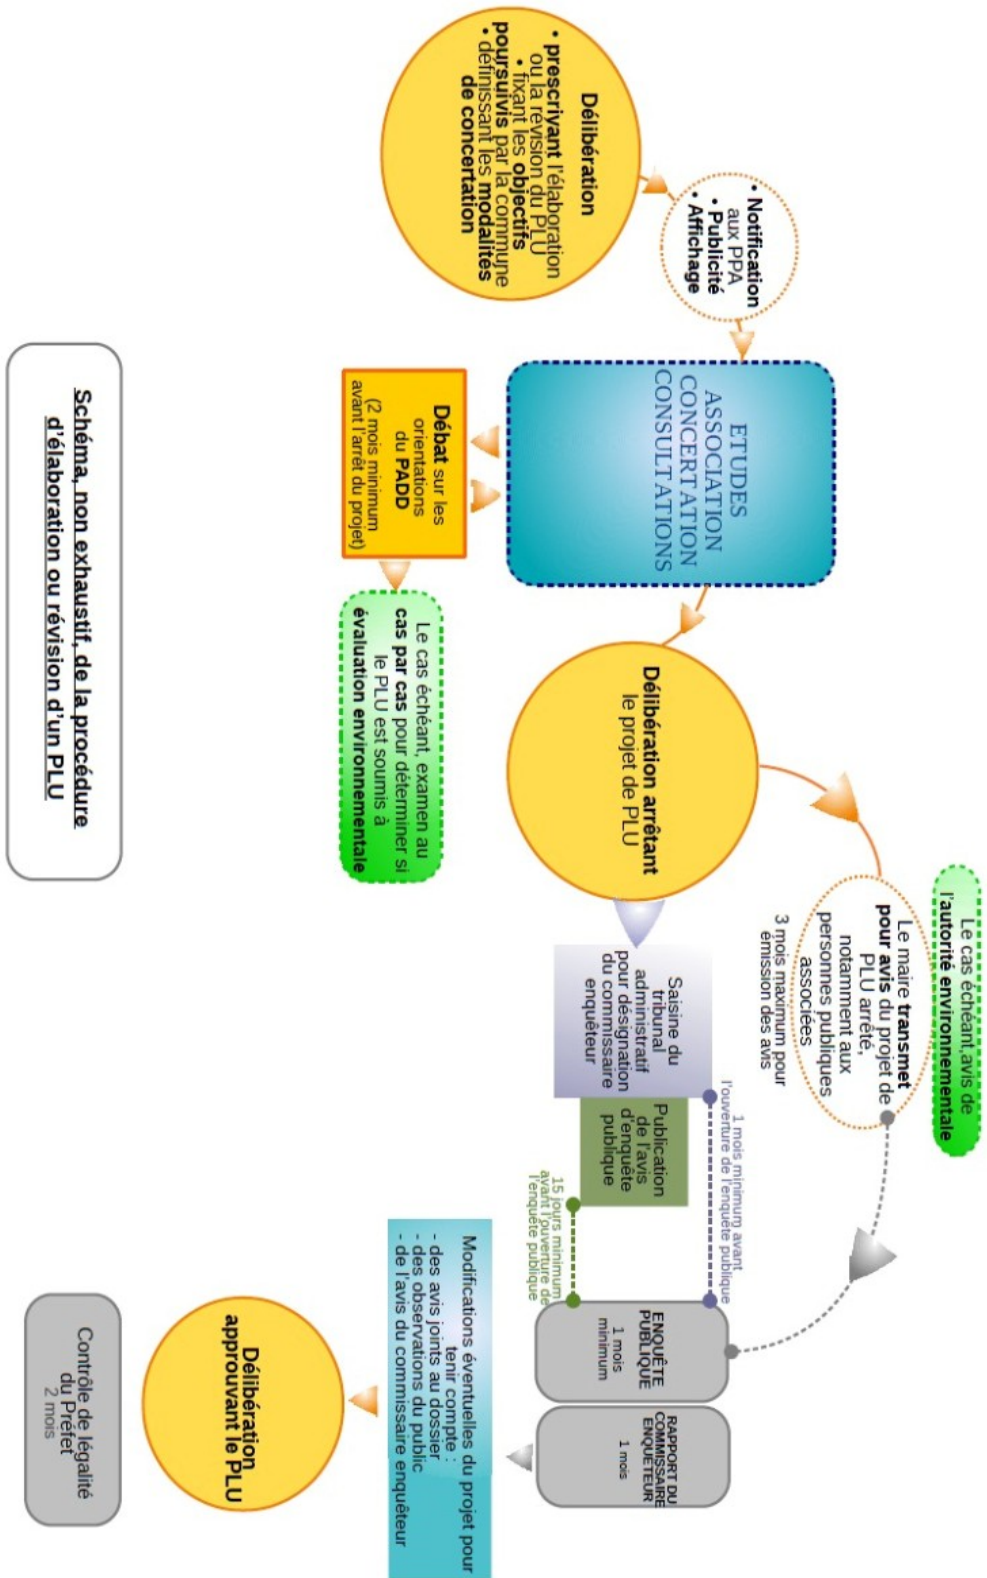 Délibération
• prescrivant l'élaboration
ou la révision du PLU
• fixant les objectifs
poursuivis par la commune
• définissant les modalités
de concertation
• Notification
aux PPA
• Publicité
• Affichage
ETUDES
ASSOCIATION
CONCERTATION
CONSULTATIONS
Débat sur les
orientations
du PADD
(2 mois minimum
avant l'arrêt du projet)
Le cas échéant, examen au
cas par cas pour déterminer si
le PLU est soumis à
évaluation environnementale
Délibération arrêtant
le projet de PLU
Le cas échéant,avis de
l'autorité environnementale
Le maire transmet
pour avis du projet de
PLU arrêté,
notamment aux
personnes publiques
associées
3 mois maximum pour
émission des avis
Saisine du
tribunal
administratif
pour désignation
du commissaire
enquêteur
1 mois minimum avant
l'ouverture de l'enquête publique
Publication
de l'avis
d'enquête
publique
15 jours minimum
avant l'ouverture de
l'enquête publique
ENQUÊTE
PUBLIQUE
1 mois
minimum
RAPPORT DU
COMMISSAIRE
ENQUÊTEUR
1 mois
Modifications éventuelles du projet pour
tenir compte :
- des avis joints au dossier
- des observations du public
- de l'avis du commissaire enquêteur
Délibération
approuvant le PLU
Contrôle de légalité
du Préfet
2 mois
Schéma, non exhaustif, de la procédure
d'élaboration ou révision d'un PLU